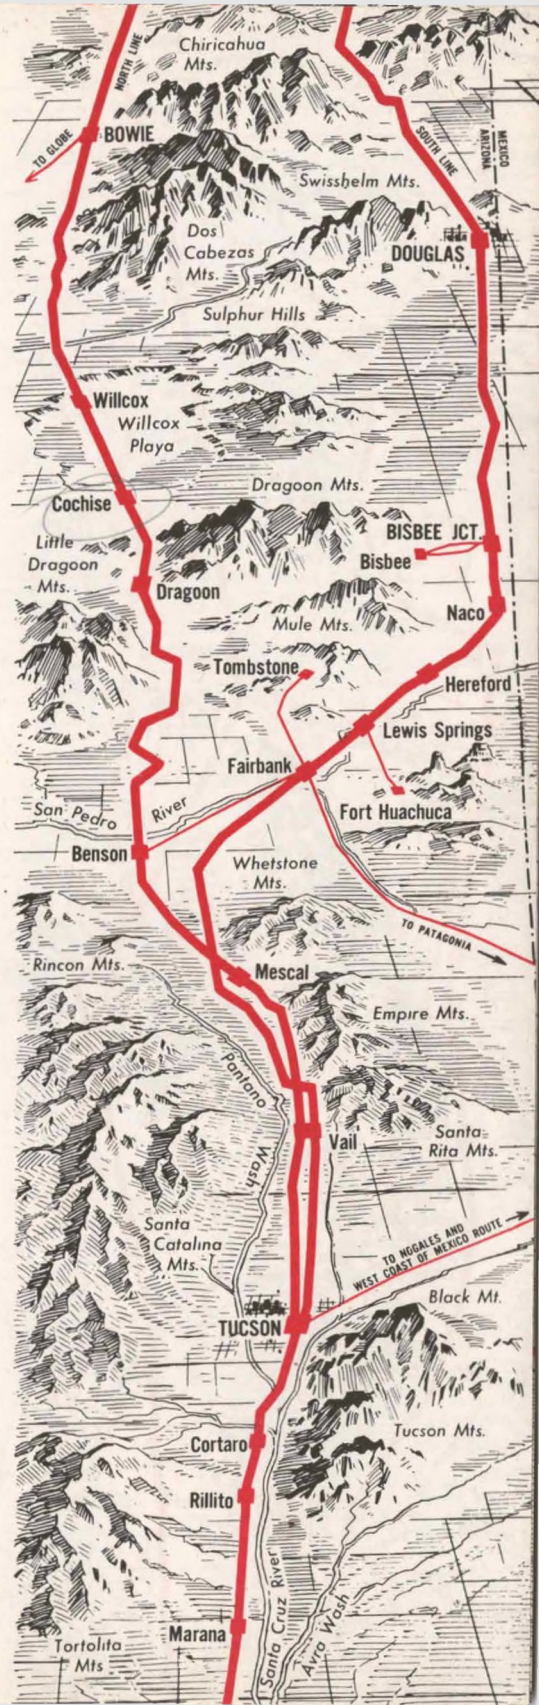 Chiricahua
Mts.
NORTH LINE
BOWIE
TO GLOBE
SOUTH LINE
MEXICO
ARIZONA
Swisshelm Mts.
Dos
Cabezas
Mts.
DOUGLAS
Sulphur Hills
Willcox
Willcox
Playa
Dragoon Mts.
Cochise
BISBEE JCT.
Bisbee
Little
Dragoon
Mts.
Dragoon
Naco
Mule Mts.
Tombstone
Hereford
Lewis Springs
Fairbank
Fort Huachuca
San Pedro River
Benson
Whetstone
Mts.
TO PATAGONIA
Rincon Mts.
Mescal
Empire Mts.
Pantano Wash
Vail
Santa
Rita Mts.
Santa
Catalina
Mts.
TO NOGALES AND
WEST COAST OF MEXICO ROUTE
Black Mt.
TUCSON
Tucson Mts.
Cortaro
Rillito
Santa Cruz River
Avra Wash
Marana
Tortolita
Mts